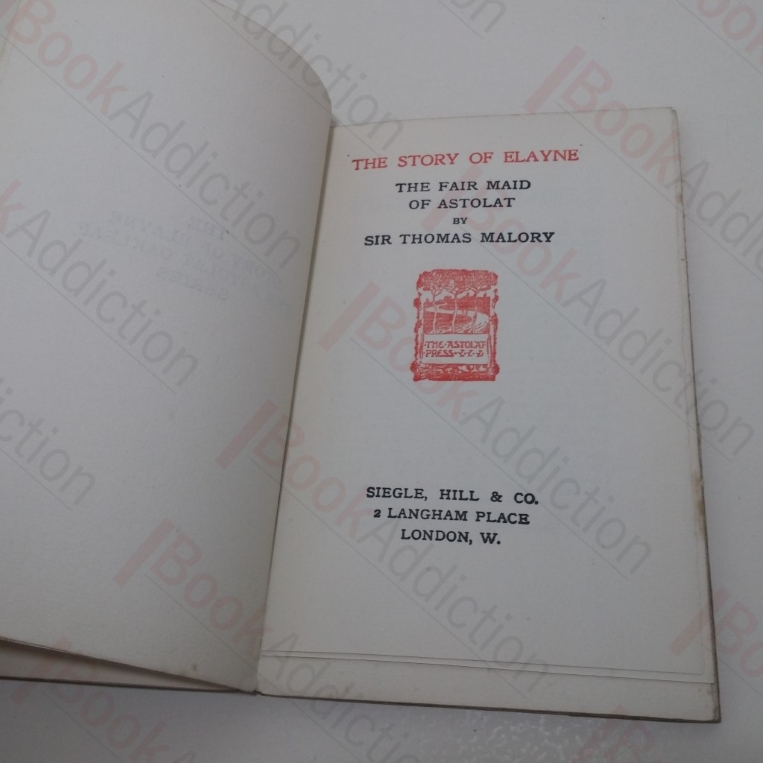 THE STORY OF ELAYNE
THE FAIR MAID
OF ASTOLAT
BY
SIR THOMAS MALORY
THE · ASTOLAT
PRESS
SIEGLE, HILL & CO.
2 LANGHAM PLACE
LONDON, W.
BookAddiction